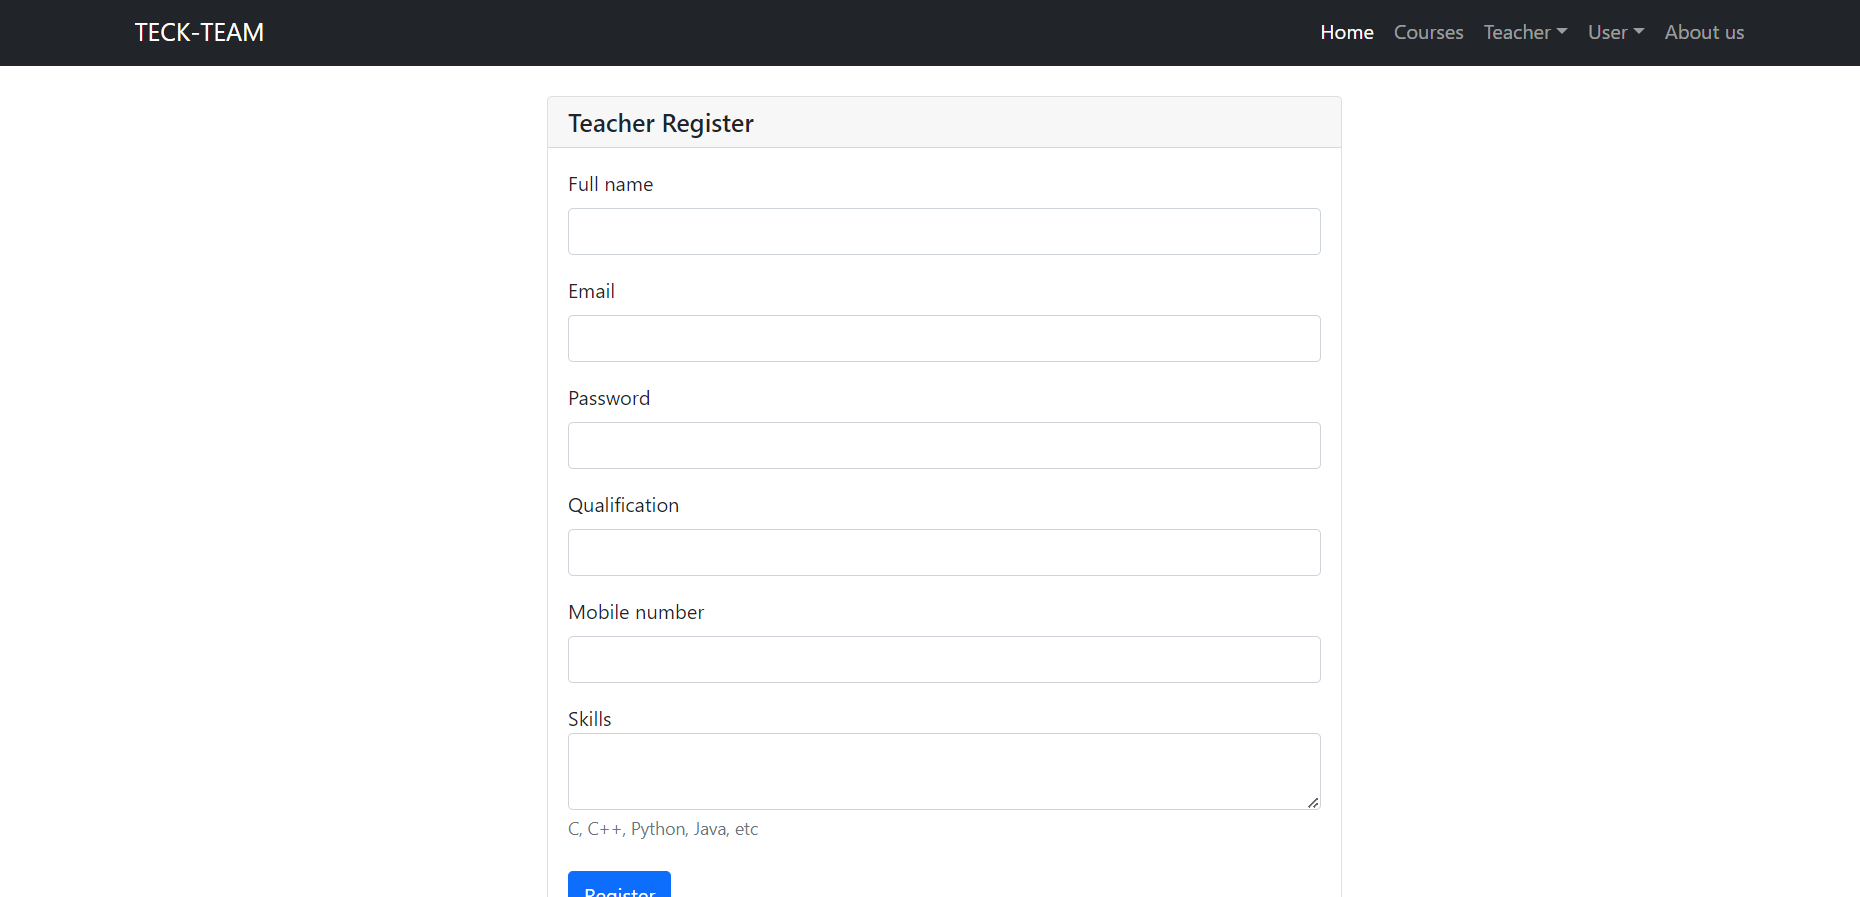 TECK-TEAM
Home Courses Teacher User About us
Teacher Register
Full name
Email
Password
Qualification
Mobile number
Skills
C, C++, Python, Java, etc
Register